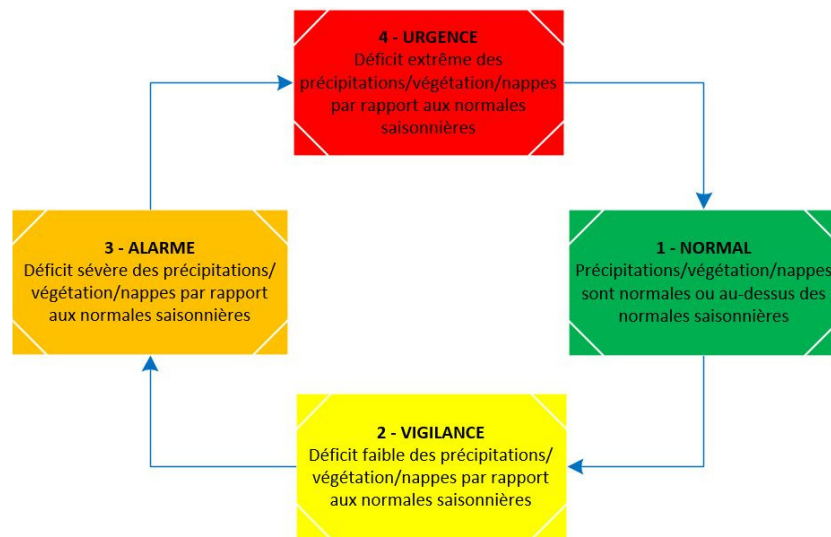 4 - URGENCE
Déficit extrême des
précipitations/végétation/nappes
par rapport aux normales
saisonnières
3 - ALARME
Déficit sévère des précipitations/
végétation/nappes par rapport
aux normales saisonnières
1 - NORMAL
Précipitations/végétation/nappes
sont normales ou au-dessus des
normales saisonnières
2 - VIGILANCE
Déficit faible des précipitations/
végétation/nappes par rapport
aux normales saisonnières